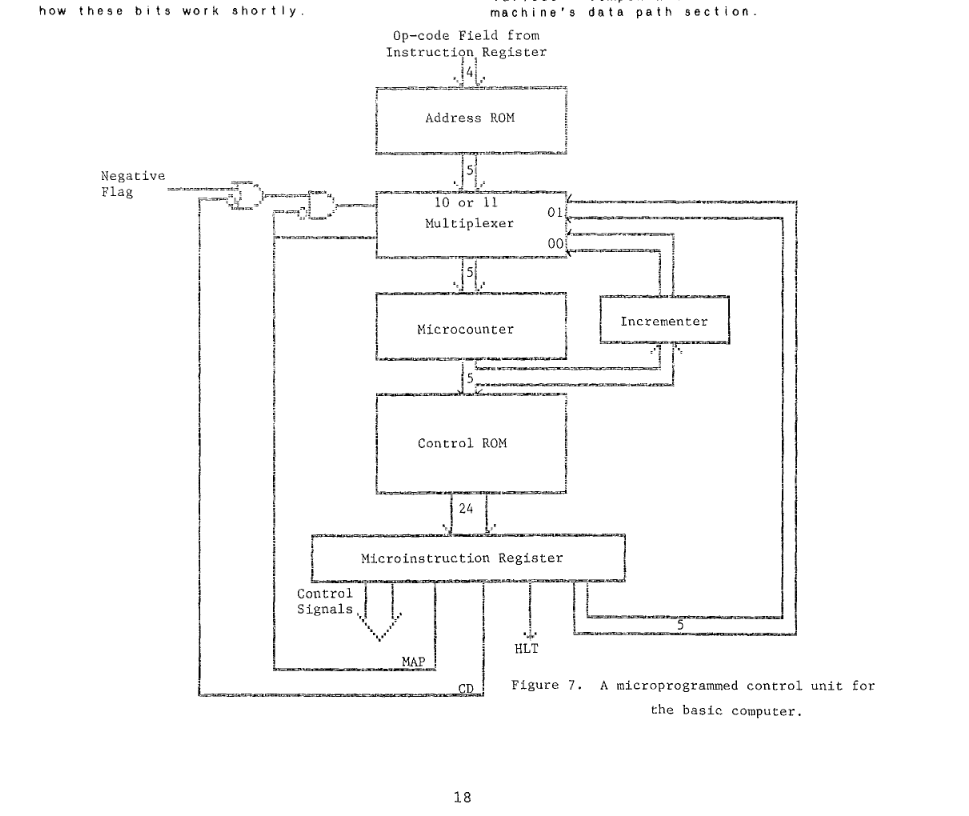 how these bits work shortly.
machine's data path section.
Op-code Field from
Instruction Register
4
Address ROM
5
Negative
Flag
10 or 11
Multiplexer
01
00
5
Microcounter
Incrementer
5
Control ROM
24
Microinstruction Register
Control
Signals
5
HLT
MAP
CD
Figure 7. A microprogrammed control unit for
the basic computer.
18